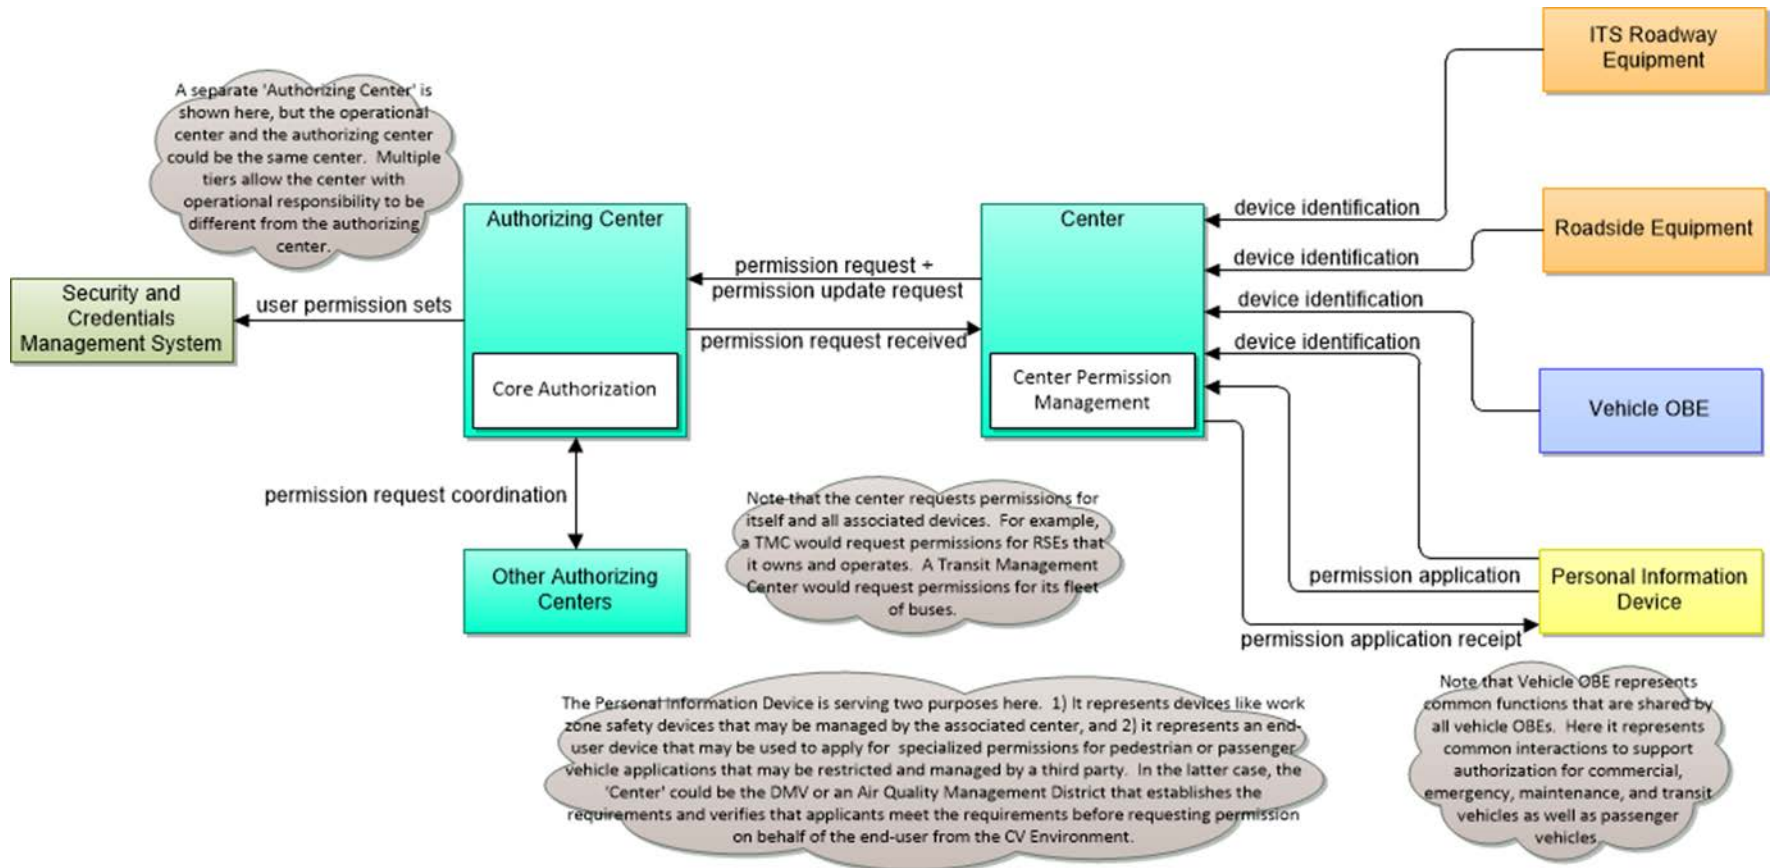 ITS Roadway
Equipment
A separate 'Authorizing Center' is
shown here, but the operational
center and the authorizing center
could be the same center.  Multiple
tiers allow the center with
operational responsibility to be
different from the authorizing
center.
Authorizing Center
Center
device identification
Roadside Equipment
device identification
permission request +
permission update request
Security and
Credentials
Management System
user permission sets
device identification
permission request received
device identification
Core Authorization
Center Permission
Management
Vehicle OBE
permission request coordination
Note that the center requests permissions for
itself and all associated devices.  For example,
a TMC would request permissions for RSEs that
it owns and operates.  A Transit Management
Center would request permissions for its fleet
of buses.
Other Authorizing
Centers
permission application
Personal Information
Device
permission application receipt
The Personal Information Device is serving two purposes here.  1) It represents devices like work
zone safety devices that may be managed by the associated center, and 2) it represents an end-
user device that may be used to apply for  specialized permissions for pedestrian or passenger
vehicle applications that may be restricted and managed by a third party.  In the latter case, the
'Center' could be the DMV or an Air Quality Management District that establishes the
requirements and verifies that applicants meet the requirements before requesting permission
on behalf of the end-user from the CV Environment.
Note that Vehicle OBE represents
common functions that are shared by
all vehicle OBEs.  Here it represents
common interactions to support
authorization for commercial,
emergency, maintenance, and transit
vehicles as well as passenger
vehicles.